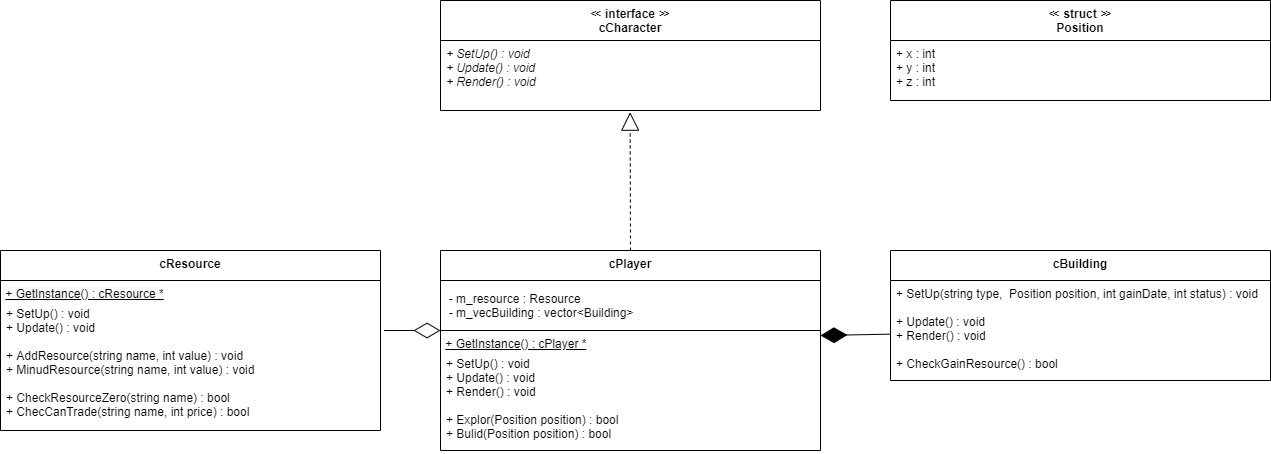 << interface >>
cCharacter
+ SetUp() : void
+ Update() : void
+ Render() : void
<< struct >>
Position
+ x : int
+ y : int
+ z : int
cResource
+ GetInstance() : cResource *
+ SetUp() : void
+ Update() : void
+ AddResource(string name, int value) : void
+ MinudResource(string name, int value) : void
+ CheckResourceZero(string name) : bool
+ ChecCanTrade(string name, int price) : bool
cPlayer
- m_resource : Resource
- m_vecBuilding : vector<Building>
+ GetInstance() : cPlayer *
+ SetUp() : void
+ Update() : void
+ Render() : void
+ Explor(Position position) : bool
+ Bulid(Position position) : bool
cBuilding
+ SetUp(string type, Position position, int gainDate, int status) : void
+ Update() : void
+ Render() : void
+ CheckGainResource() : bool